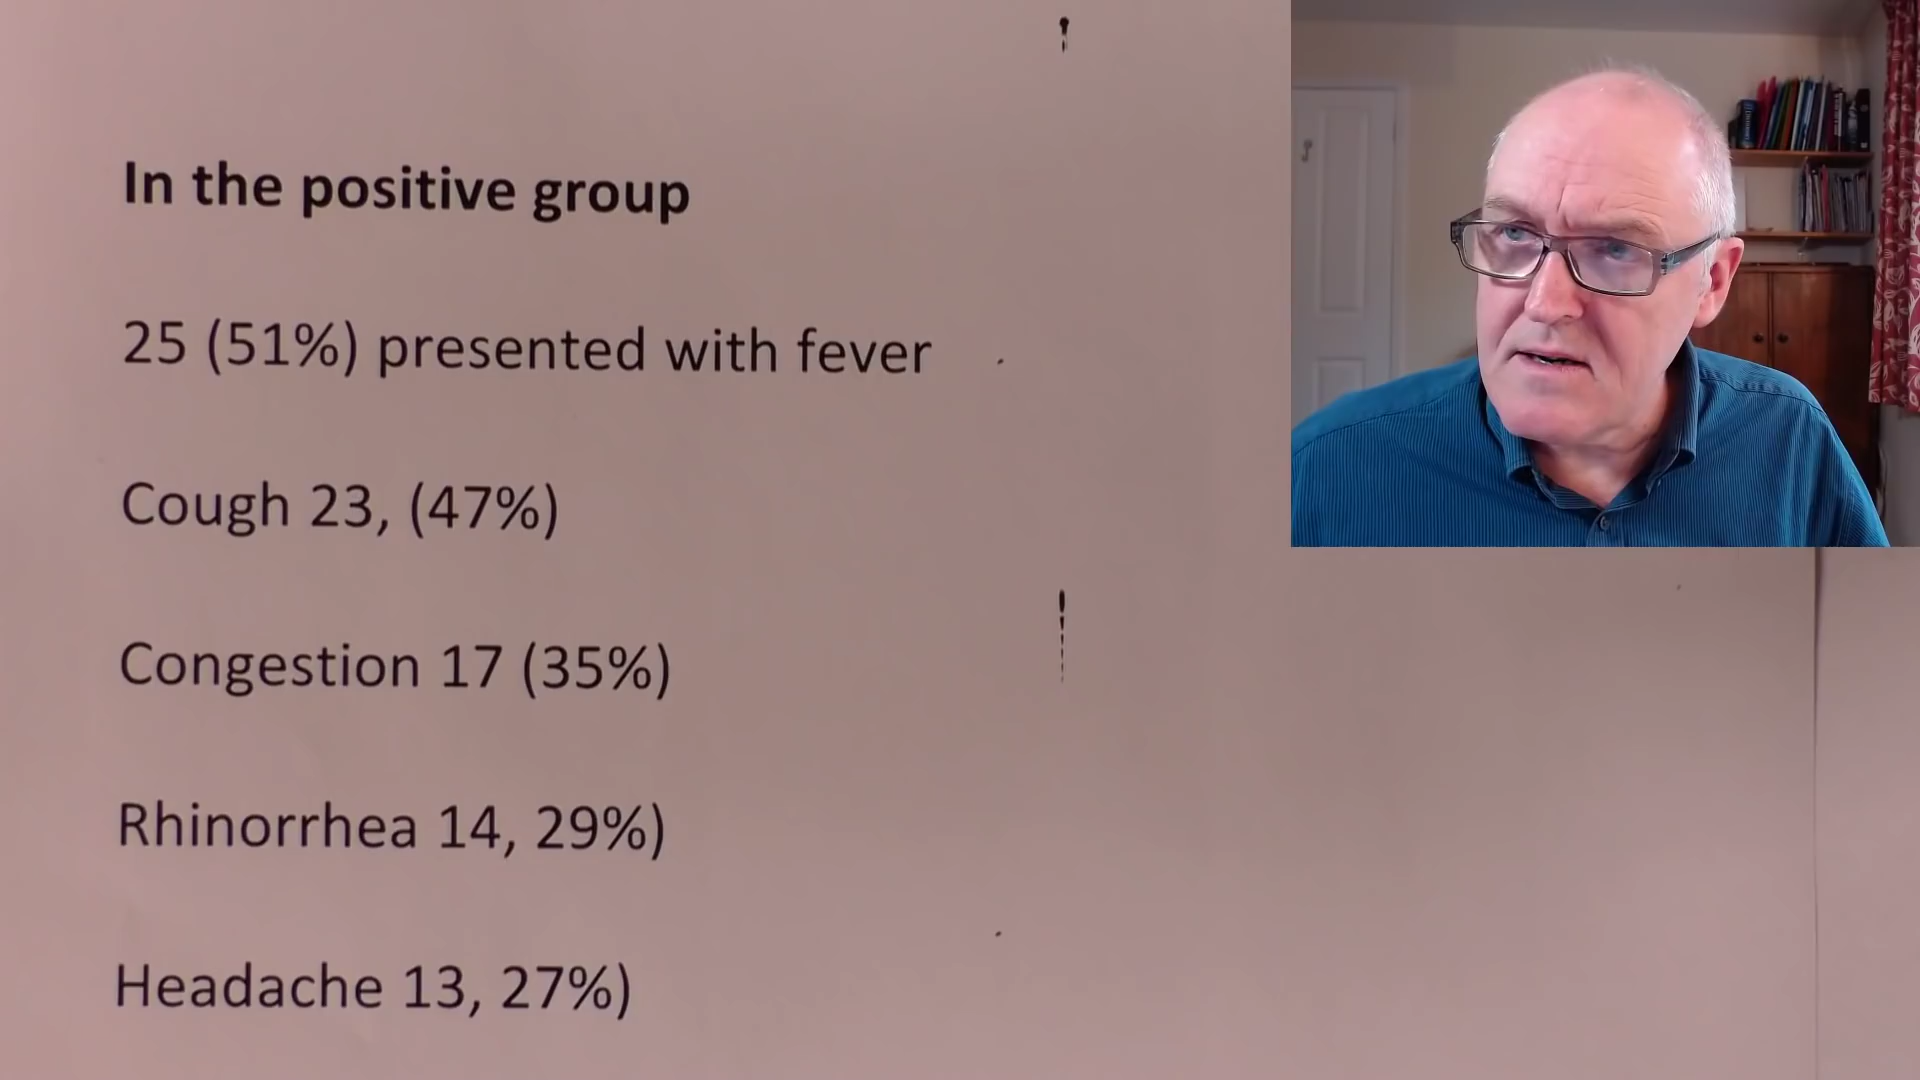 In the positive group
25 (51%) presented with fever
Cough 23, (47%)
Congestion 17 (35%)
Rhinorrhea 14, 29%)
Headache 13, 27%)